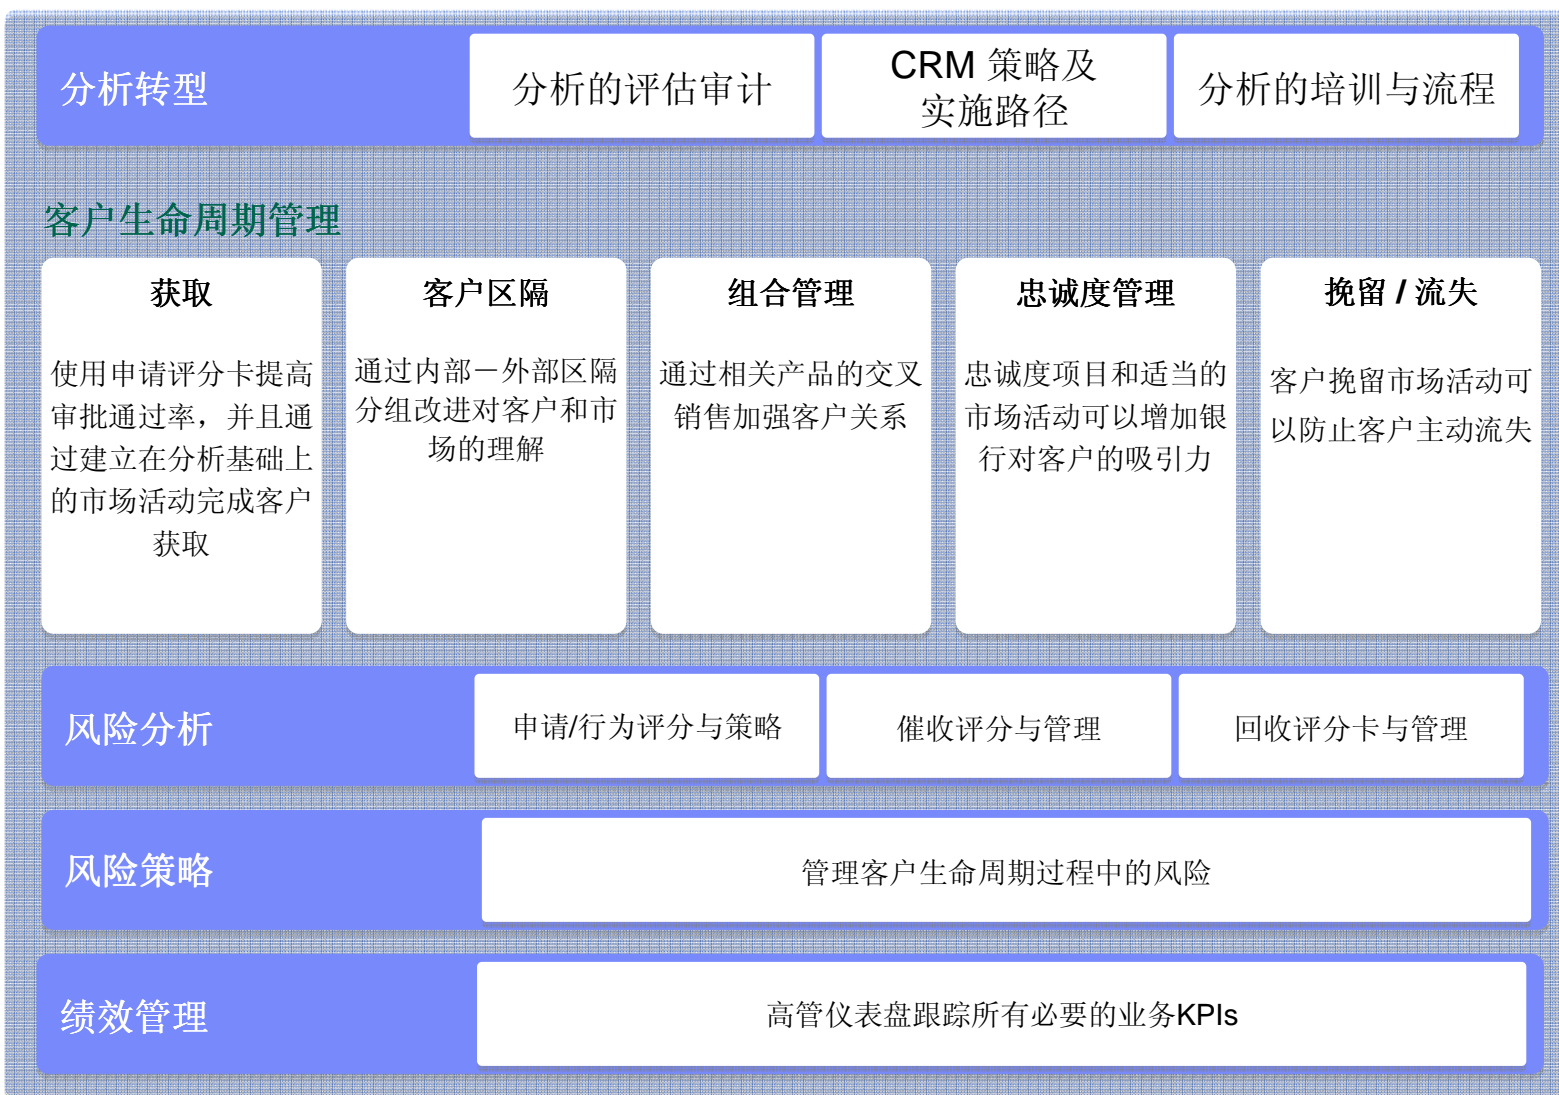 分析转型
分析的评估审计
CRM 策略及
实施路径
分析的培训与流程
客户生命周期管理
获取
使用申请评分卡提高
审批通过率，并且通
过建立在分析基础上
的市场活动完成客户
获取
客户区隔
通过内部－外部区隔
分组改进对客户和市
场的理解
组合管理
通过相关产品的交叉
销售加强客户关系
忠诚度管理
忠诚度项目和适当的
市场活动可以增加银
行对客户的吸引力
挽留 / 流失
客户挽留市场活动可
以防止客户主动流失
风险分析
申请/行为评分与策略
催收评分与管理
回收评分卡与管理
风险策略
管理客户生命周期过程中的风险
绩效管理
高管仪表盘跟踪所有必要的业务KPIs